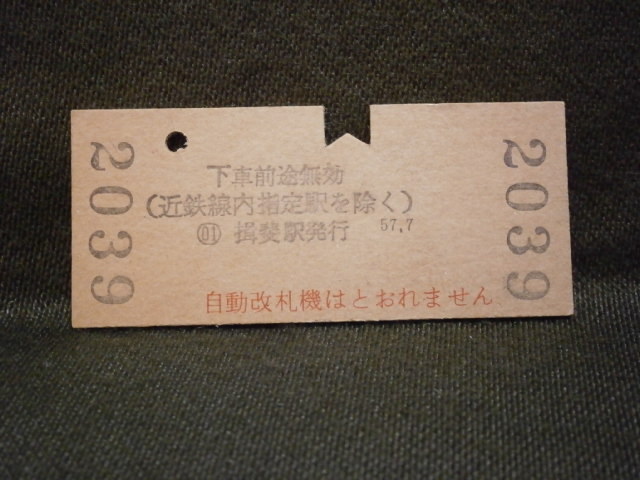 2039
下車前途無効
(近鉄線内指定駅を除く)
01 揖斐駅発行 57.7
自動改札機はとおれません
2039